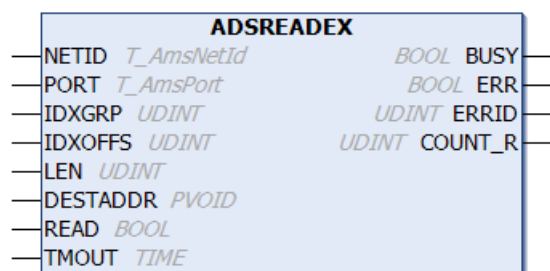 ADSREADEX
NETID T_AmsNetId BOOL BUSY
PORT T_AmsPort BOOL ERR
IDXGRP UDINT UDINT ERRID
IDXOFFS UDINT UDINT COUNT_R
LEN UDINT
DESTADDR PVOID
READ BOOL
TMOUT TIME